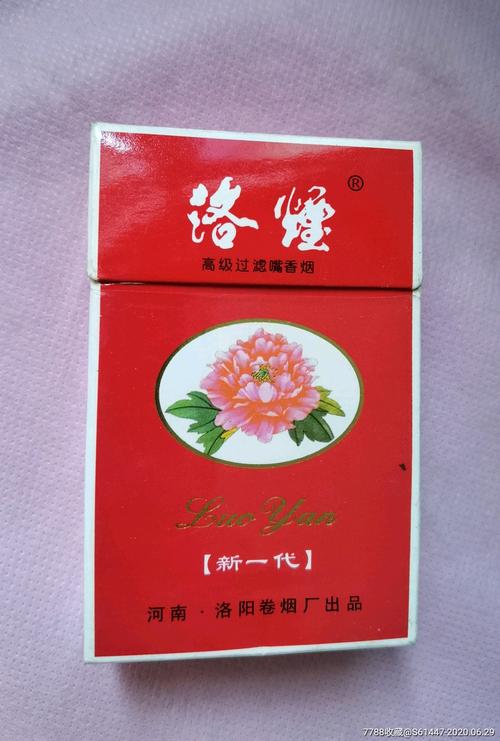 洛烟
®
高级过滤嘴香烟
Luo Yan
【新一代】
河南·洛阳卷烟厂出品
7788收藏@S61447-2020.06.29